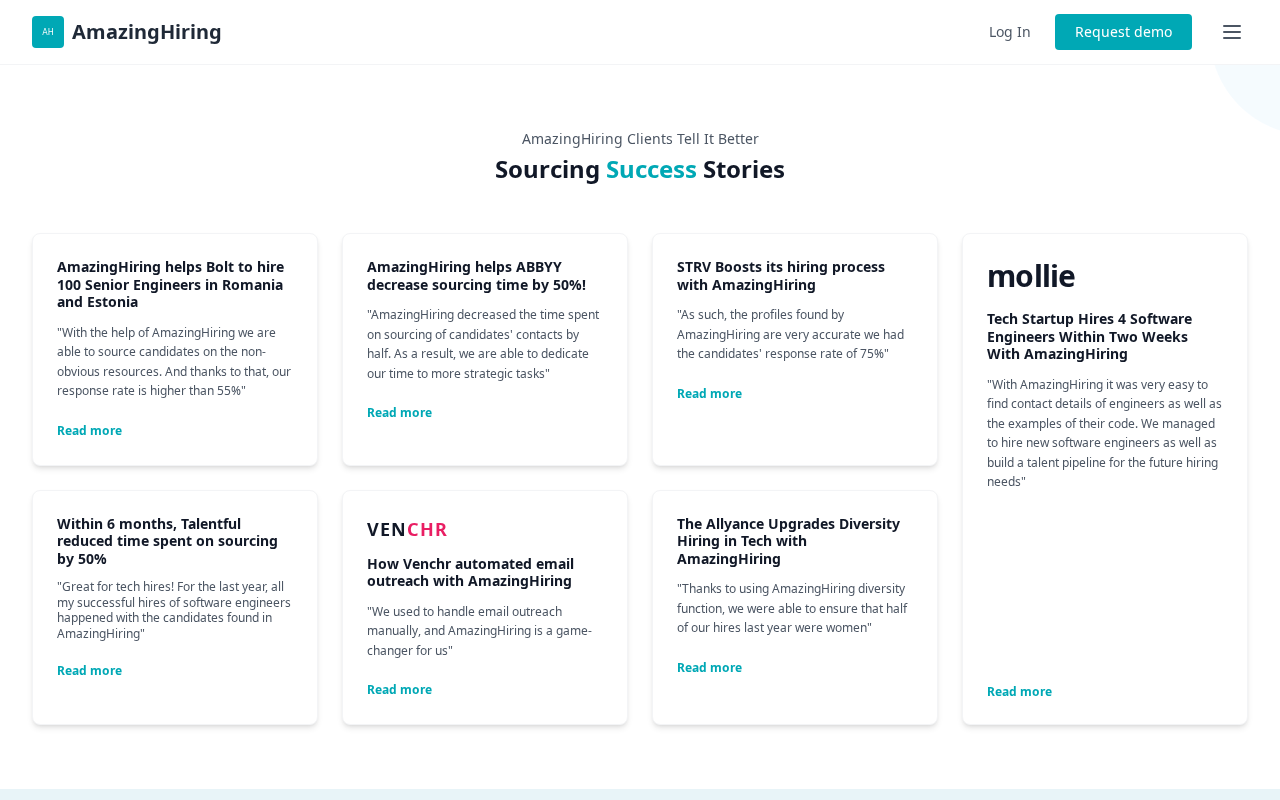 AH
AmazingHiring
Log In
Request demo
AmazingHiring Clients Tell It Better
Sourcing Success Stories
AmazingHiring helps Bolt to hire
100 Senior Engineers in Romania
and Estonia
"With the help of AmazingHiring we are
able to source candidates on the non-
obvious resources. And thanks to that, our
response rate is higher than 55%"
Read more
AmazingHiring helps ABBYY
decrease sourcing time by 50%!
"AmazingHiring decreased the time spent
on sourcing of candidates' contacts by
half. As a result, we are able to dedicate
our time to more strategic tasks"
Read more
STRV Boosts its hiring process
with AmazingHiring
"As such, the profiles found by
AmazingHiring are very accurate we had
the candidates' response rate of 75%"
Read more
mollie
Tech Startup Hires 4 Software
Engineers Within Two Weeks
With AmazingHiring
"With AmazingHiring it was very easy to
find contact details of engineers as well as
the examples of their code. We managed
to hire new software engineers as well as
build a talent pipeline for the future hiring
needs"
Read more
Within 6 months, Talentful
reduced time spent on sourcing
by 50%
"Great for tech hires! For the last year, all
my successful hires of software engineers
happened with the candidates found in
AmazingHiring"
Read more
VENCHR
How Venchr automated email
outreach with AmazingHiring
"We used to handle email outreach
manually, and AmazingHiring is a game-
changer for us"
Read more
The Allyance Upgrades Diversity
Hiring in Tech with
AmazingHiring
"Thanks to using AmazingHiring diversity
function, we were able to ensure that half
of our hires last year were women"
Read more